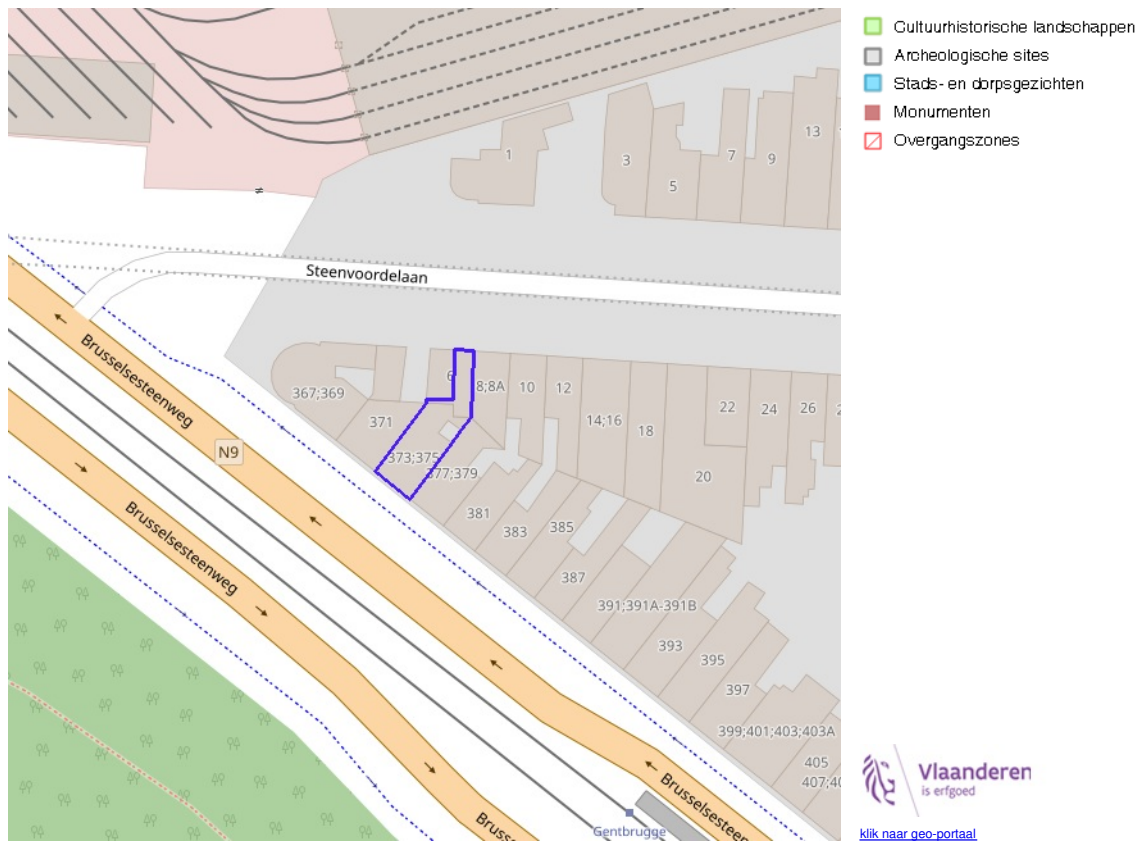 Cultuurhistorische landschappen
Archeologische sites
Stads- en dorpsgezichten
Monumenten
Overgangszones
1
3
5
7
9
13
Steenvoordelaan
Brusselsesteenweg
N9
367;369
371
6
8;8A
10
12
14;16
18
20
22
24
26
373;375
377;379
381
383
385
387
391;391A-391B
393
395
397
399;401;403;403A
405
Brusselsesteenweg
Gentbrugge
Vlaanderen
is erfgoed
klik naar geo-portaal